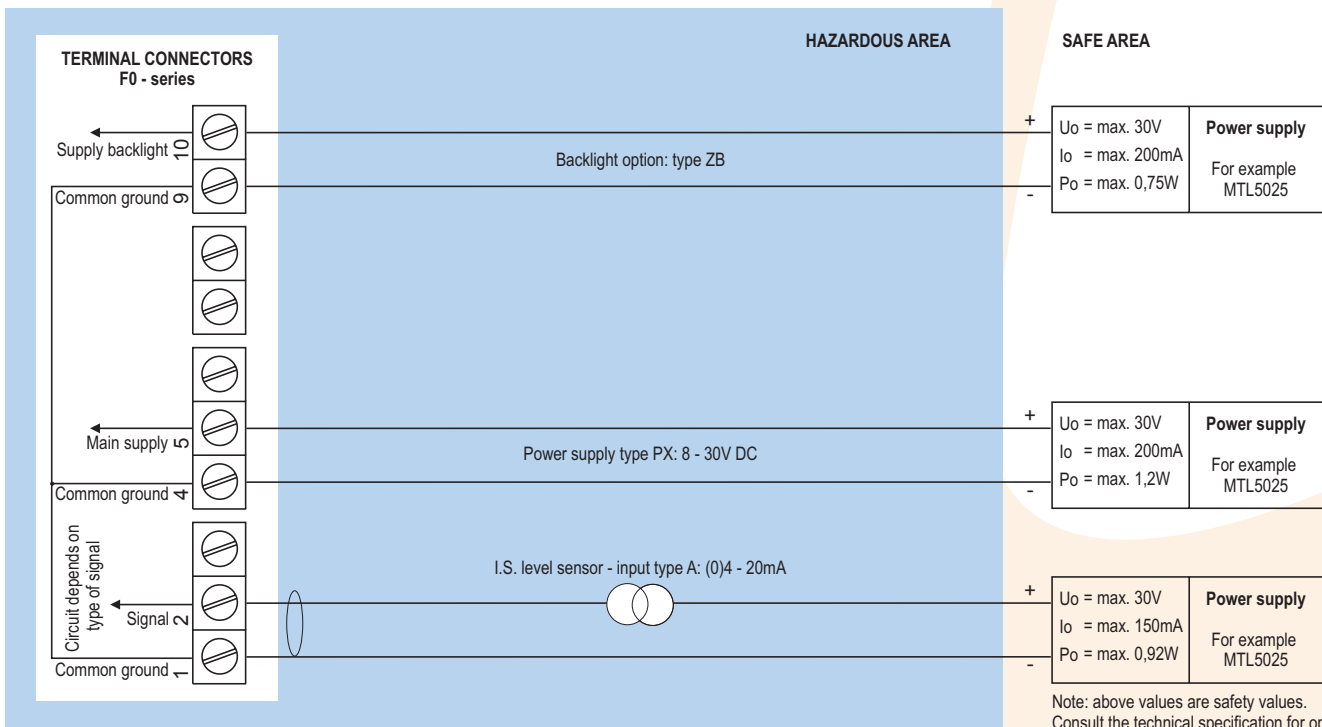 HAZARDOUS AREA
SAFE AREA
TERMINAL CONNECTORS
F0 - series
Supply backlight 10
Common ground 9
Backlight option: type ZB
+
-
Uo = max. 30V
Io = max. 200mA
Po = max. 0,75W
Power supply
For example
MTL5025
Main supply 5
Common ground 4
Power supply type PX: 8 - 30V DC
+
-
Uo = max. 30V
Io = max. 200mA
Po = max. 1,2W
Power supply
For example
MTL5025
Circuit depends on
type of signal
Signal 2
Common ground 1
I.S. level sensor - input type A: (0)4 - 20mA
+
-
Uo = max. 30V
Io = max. 150mA
Po = max. 0,92W
Power supply
For example
MTL5025
Note: above values are safety values.
Consult the technical specification for